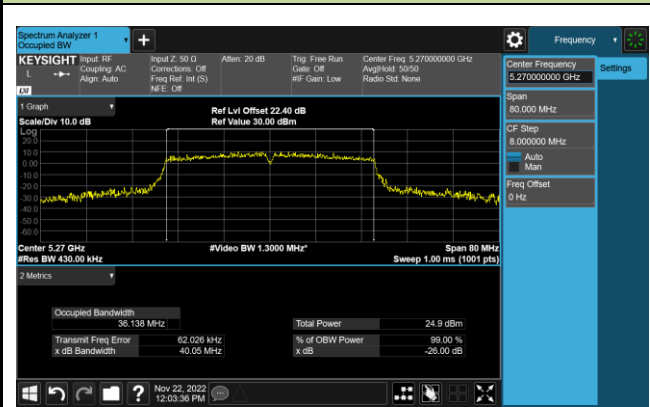 Spectrum Analyzer 1
Occupied BW
Frequency
KEYSIGHT
L
LXI
Input: RF
Coupling: AC
Align: Auto
Input Z: 50 Ω
Corrections: Off
Freq Ref: Int (S)
NFE: Off
Atten: 20 dB
Trig: Free Run
Gate: Off
#IF Gain: Low
Center Freq: 5.270000000 GHz
Avg|Hold: 50/50
Radio Std: None
Center Frequency
5.270000000 GHz
Settings
Span
80.000 MHz
CF Step
8.000000 MHz
Auto
Man
Freq Offset
0 Hz
1 Graph
Scale/Div 10.0 dB
Ref Lvl Offset 22.40 dB
Ref Value 30.00 dBm
Log
20.0
10.0
0.00
-10.0
-20.0
-30.0
-40.0
-50.0
-60.0
Center 5.27 GHz
#Video BW 1.3000 MHz*
Span 80 MHz
#Res BW 430.00 kHz
Sweep 1.00 ms (1001 pts)
2 Metrics
Occupied Bandwidth
36.138 MHz
Total Power 24.9 dBm
Transmit Freq Error 62.026 kHz
% of OBW Power 99.00 %
x dB Bandwidth 40.05 MHz
x dB -26.00 dB
?
Nov 22, 2022
12:03:36 PM